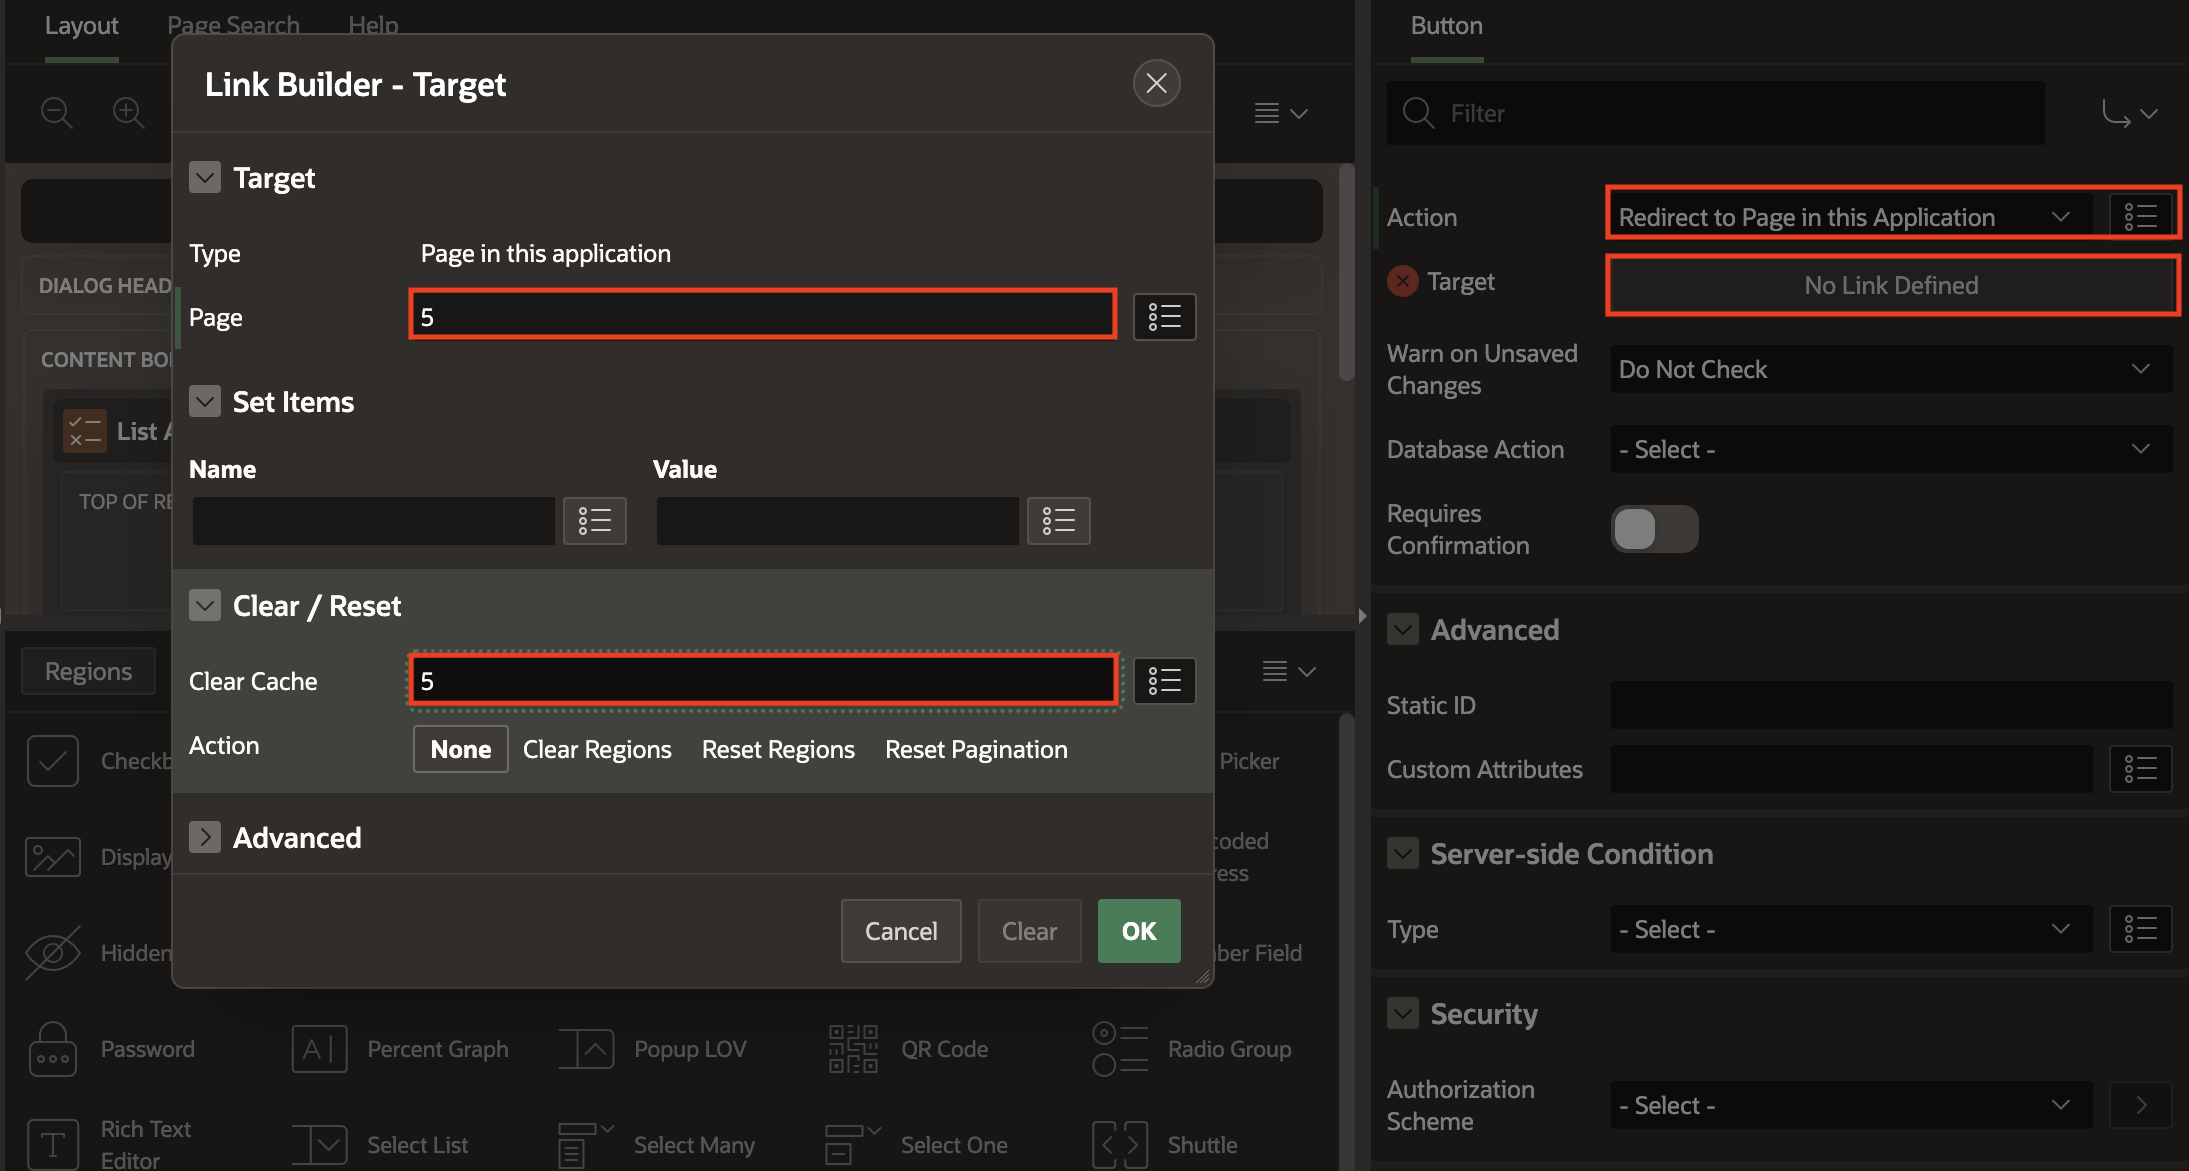 Layout
Page Search
Help
Link Builder - Target
Target
Type
Page in this application
Page
5
Set Items
Name
Value
Clear / Reset
Clear Cache
5
Action
None
Clear Regions
Reset Regions
Reset Pagination
Advanced
Cancel
Clear
OK
DIALOG HEAD
CONTENT BO
List A
TOP OF RE
Regions
Checkb
Picker
Display
coded
ress
Hidden
ber Field
Password
Percent Graph
Popup LOV
QR Code
Radio Group
Rich Text
Editor
Select List
Select Many
Select One
Shuttle
Button
Filter
Action
Redirect to Page in this Application
Target
No Link Defined
Warn on Unsaved
Changes
Do Not Check
Database Action
- Select -
Requires
Confirmation
Advanced
Static ID
Custom Attributes
Server-side Condition
Type
- Select -
Security
Authorization
Scheme
- Select -